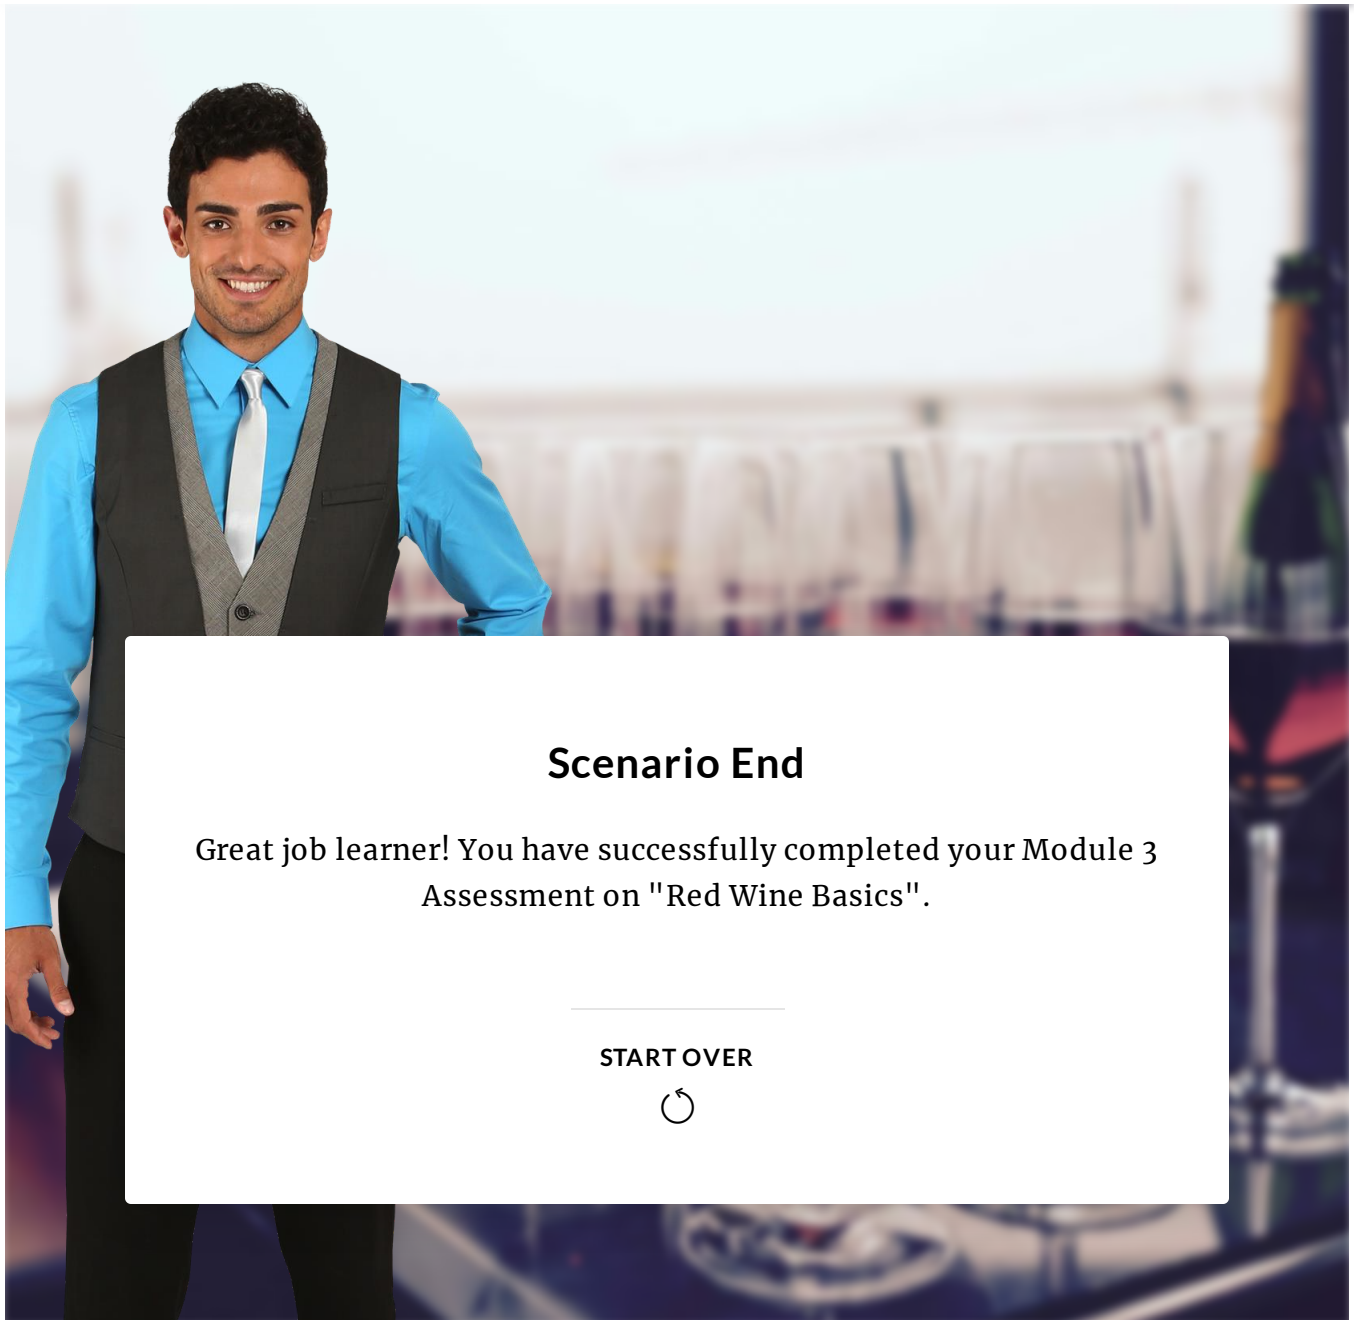 Scenario End
Great job learner! You have successfully completed your Module 3
Assessment on "Red Wine Basics".
START OVER